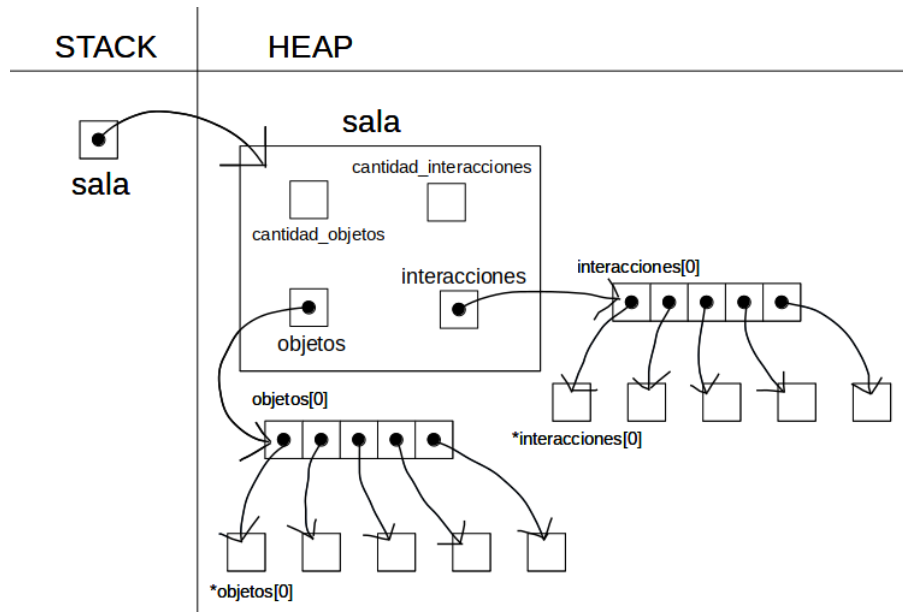 STACK
HEAP
sala
sala
cantidad_interacciones
cantidad_objetos
interacciones
objetos
interacciones[0]
*interacciones[0]
objetos[0]
*objetos[0]